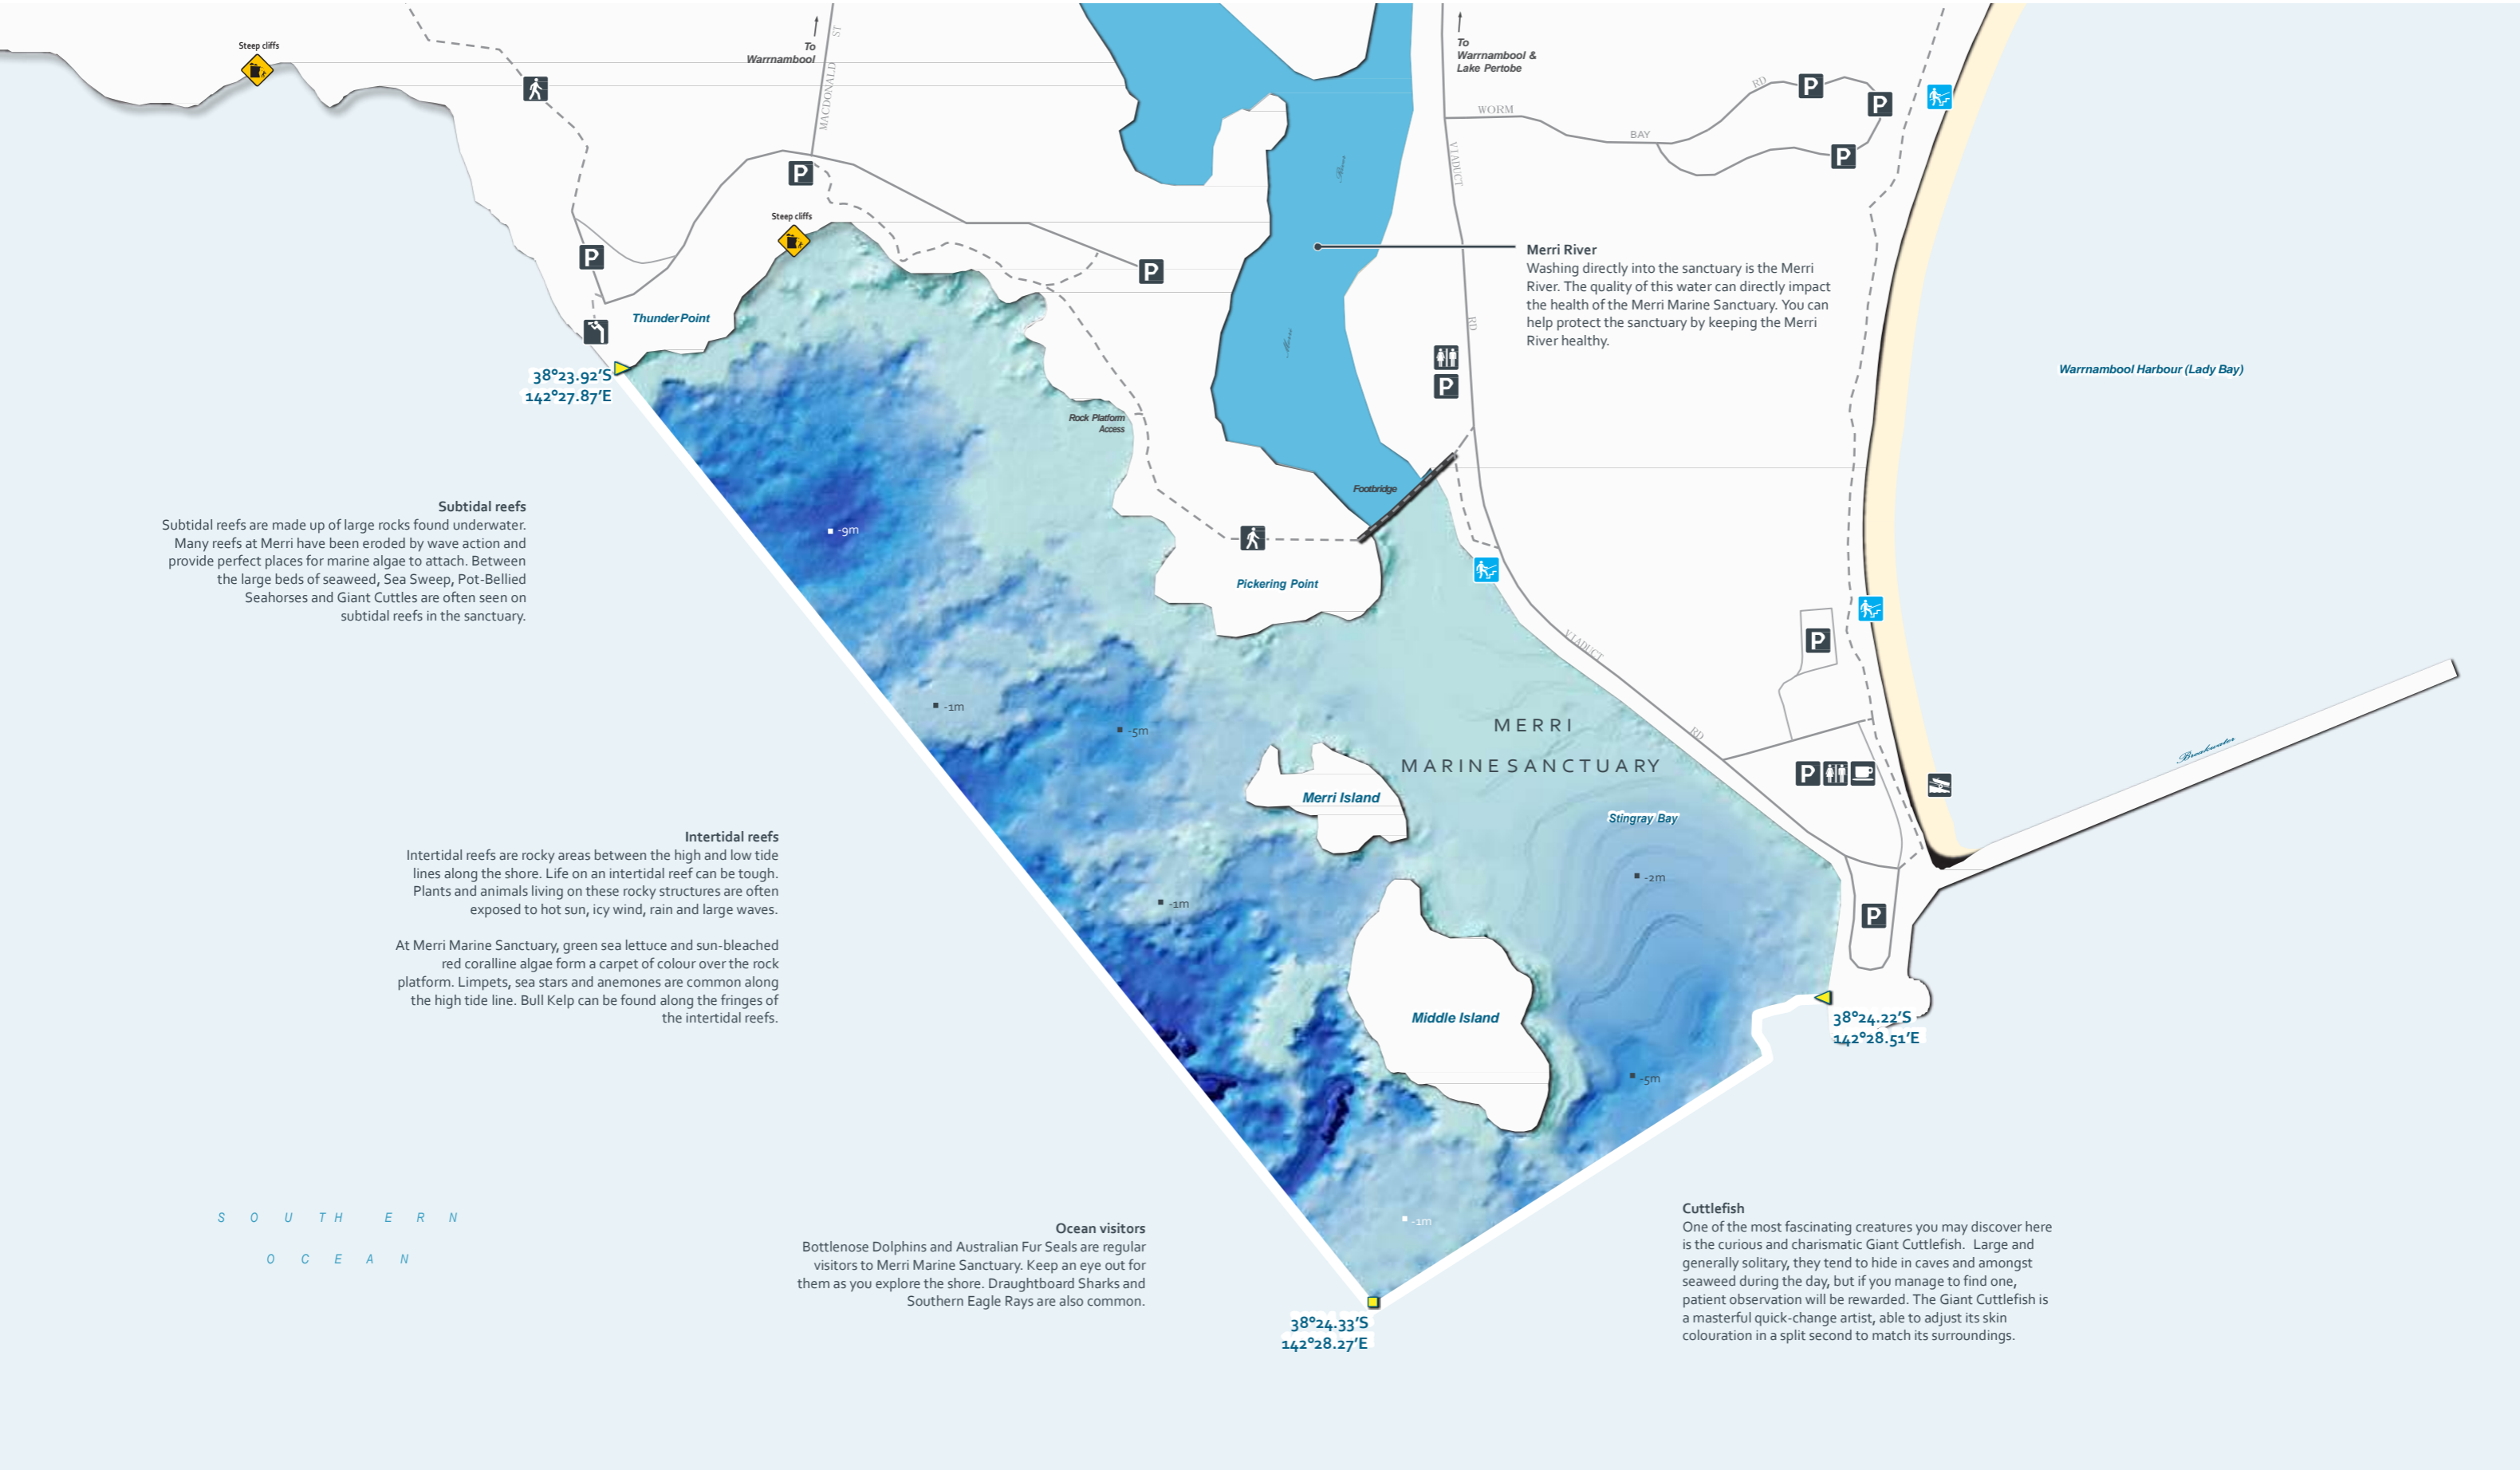 Steep cliffs
To
Warrnambool
MACDONALD
ST
To
Warrnambool &
Lake Pertobe
WORM
BAY
RD
P
P
P
P
Steep cliffs
P
P
Thunder Point
38°23.92'S
142°27.87'E
Rock Platform
Access
Merri
River
VIADUCT
RD
P
Merri River
Washing directly into the sanctuary is the Merri
River. The quality of this water can directly impact
the health of the Merri Marine Sanctuary. You can
help protect the sanctuary by keeping the Merri
River healthy.
Warrnambool Harbour (Lady Bay)
Subtidal reefs
Subtidal reefs are made up of large rocks found underwater.
Many reefs at Merri have been eroded by wave action and
provide perfect places for marine algae to attach. Between
the large beds of seaweed, Sea Sweep, Pot-Bellied
Seahorses and Giant Cuttles are often seen on
subtidal reefs in the sanctuary.
-9m
Footbridge
Pickering Point
VIADUCT
RD
P
-1m
-5m
MERRI
MARINE SANCTUARY
Breakwater
P
Merri Island
Stingray Bay
Intertidal reefs
Intertidal reefs are rocky areas between the high and low tide
lines along the shore. Life on an intertidal reef can be tough.
Plants and animals living on these rocky structures are often
exposed to hot sun, icy wind, rain and large waves.
At Merri Marine Sanctuary, green sea lettuce and sun-bleached
red coralline algae form a carpet of colour over the rock
platform. Limpets, sea stars and anemones are common along
the high tide line. Bull Kelp can be found along the fringes of
the intertidal reefs.
-2m
-1m
P
Middle Island
38°24.22'S
142°28.51'E
-5m
SOUTHERN
OCEAN
Ocean visitors
Bottlenose Dolphins and Australian Fur Seals are regular
visitors to Merri Marine Sanctuary. Keep an eye out for
them as you explore the shore. Draughtboard Sharks and
Southern Eagle Rays are also common.
-1m
38°24.33'S
142°28.27'E
Cuttlefish
One of the most fascinating creatures you may discover here
is the curious and charismatic Giant Cuttlefish. Large and
generally solitary, they tend to hide in caves and amongst
seaweed during the day, but if you manage to find one,
patient observation will be rewarded. The Giant Cuttlefish is
a masterful quick-change artist, able to adjust its skin
colouration in a split second to match its surroundings.